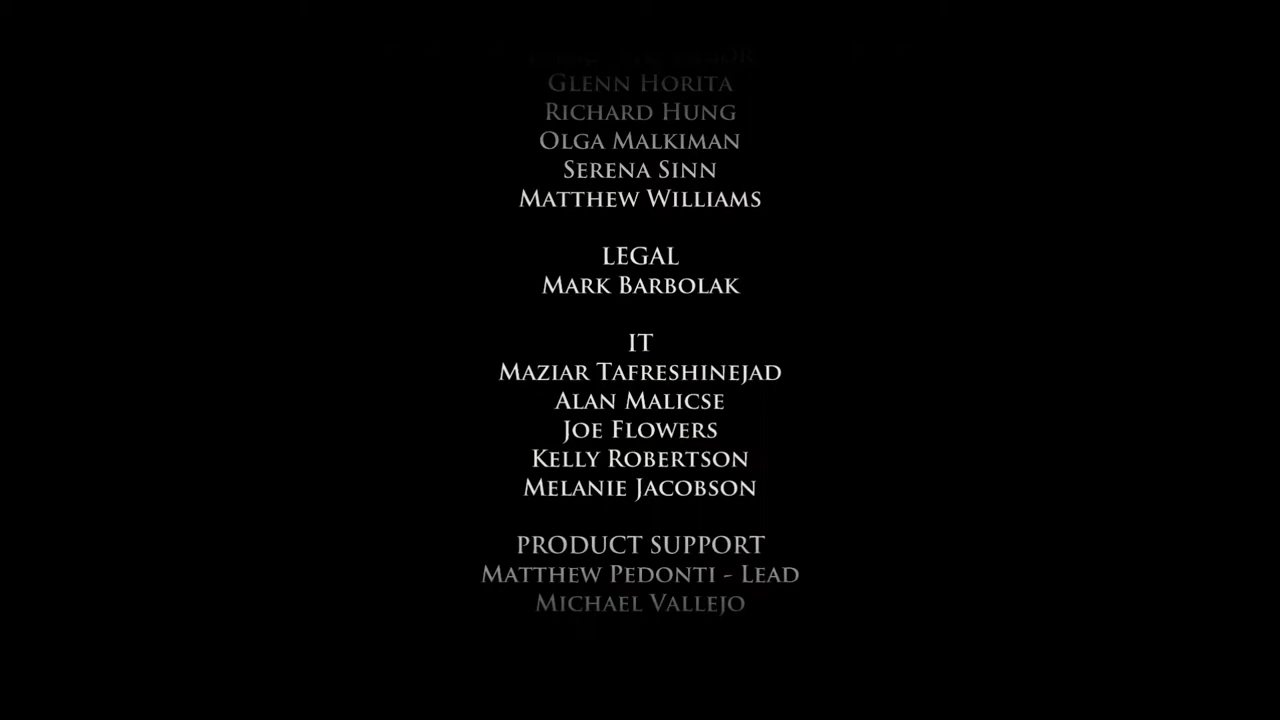 Glenn Horita
Richard Hung
Olga Malkiman
Serena Sinn
Matthew Williams
LEGAL
Mark Barbolak
IT
Maziar Tafreshinejad
Alan Malicse
Joe Flowers
Kelly Robertson
Melanie Jacobson
PRODUCT SUPPORT
Matthew Pedonti - Lead
Michael Vallejo